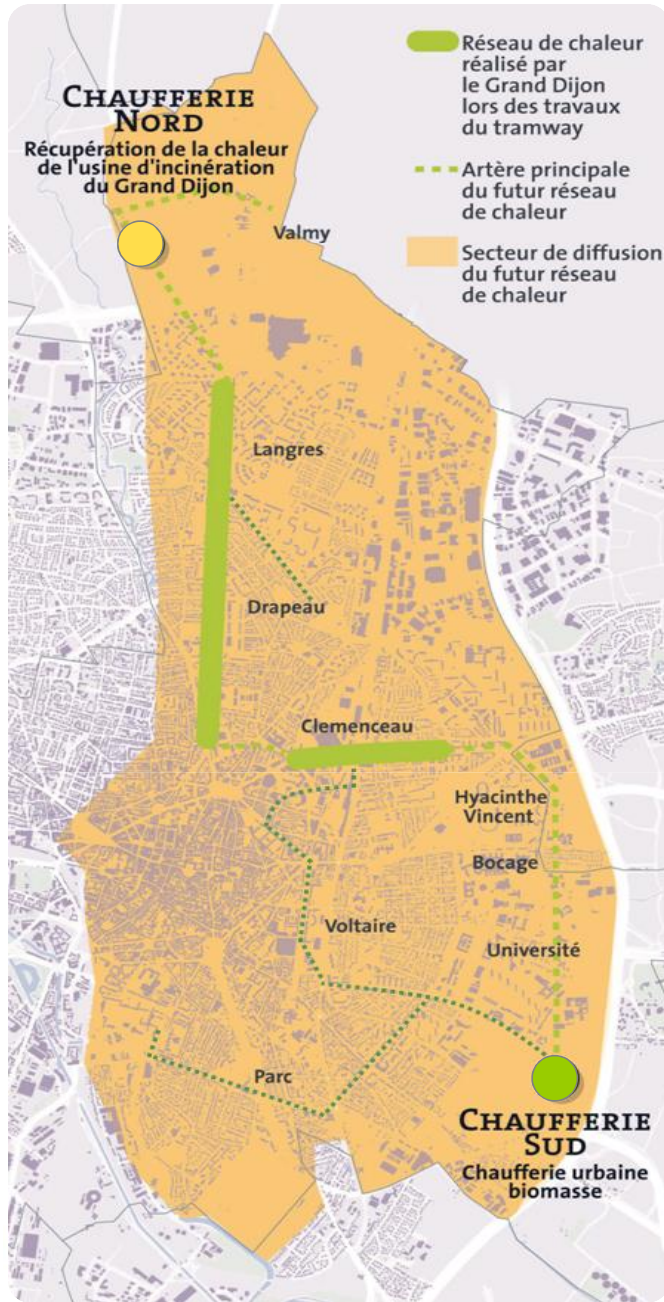 CHAUFFERIE
NORD
Récupération de la chaleur
de l'usine d'incinération
du Grand Dijon
Réseau de chaleur
réalisé par
le Grand Dijon
lors des travaux
du tramway
Artère principale
du futur réseau
de chaleur
Secteur de diffusion
du futur réseau
de chaleur
Valmy
Langres
Drapeau
Clemenceau
Hyacinthe
Vincent
Bocage
Voltaire
Université
Parc
CHAUFFERIE
SUD
Chaufferie urbaine
biomasse